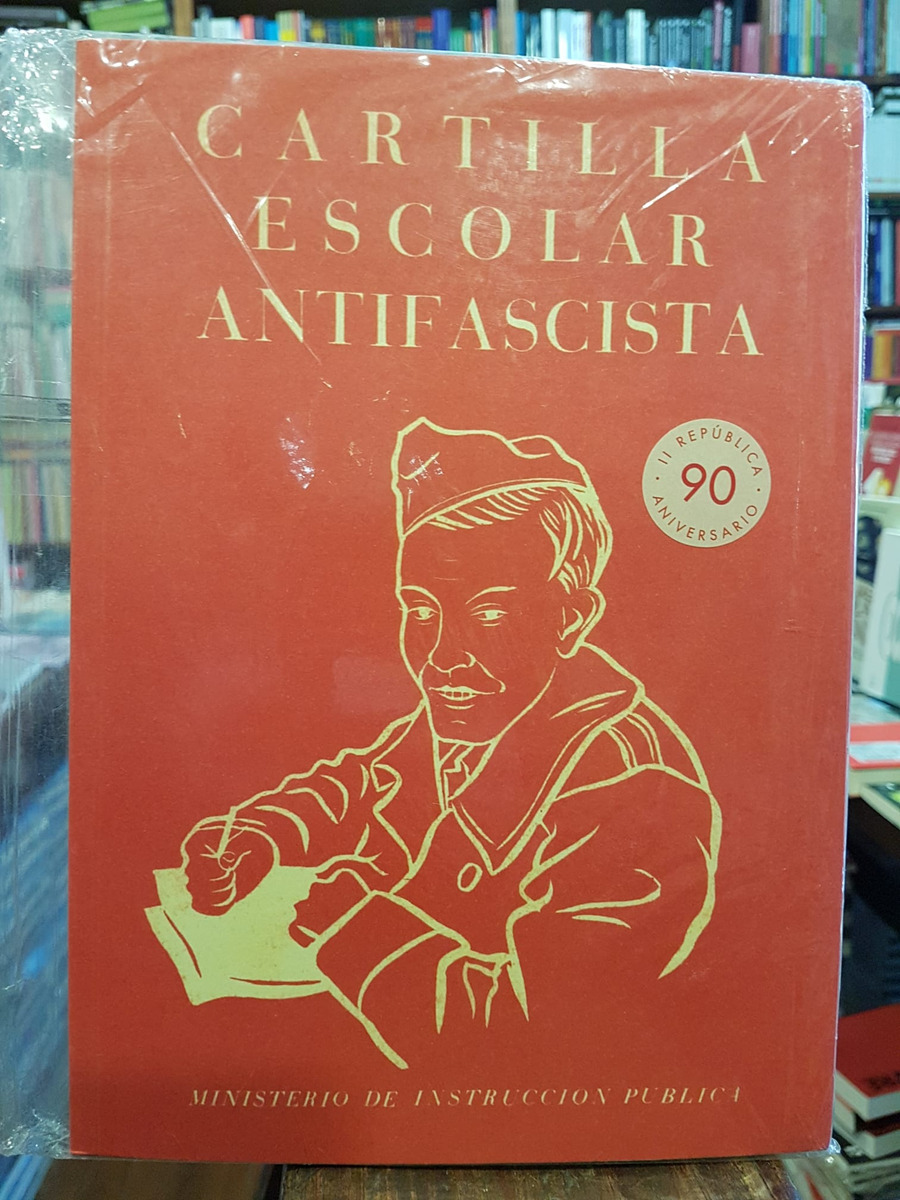 CARTILLA
ESCOLAR
ANTIFASCISTA
II REPÚBLICA
90
ANIVERSARIO
MINISTERIO DE INSTRUCCION PUBLICA